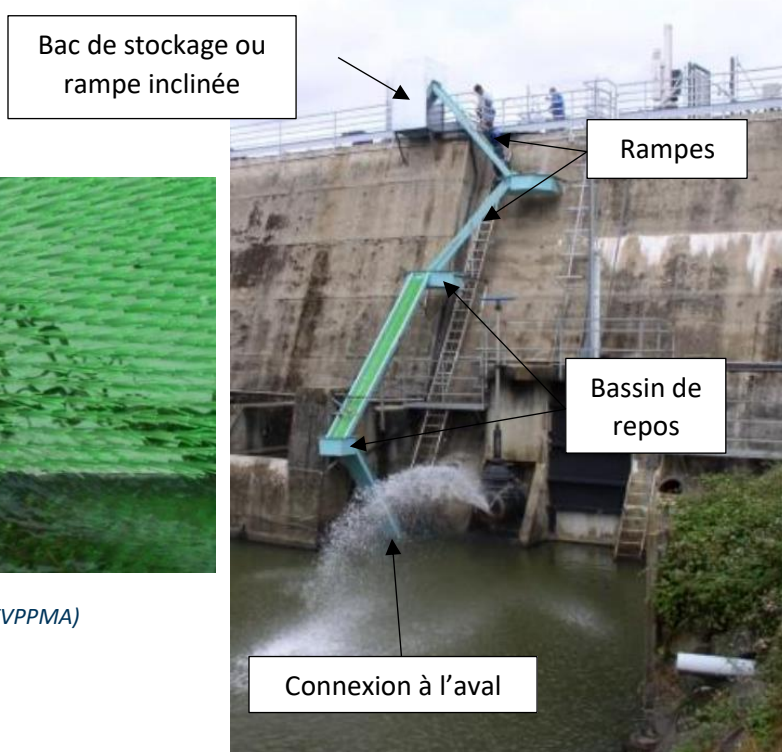 Bac de stockage ou
rampe inclinée
Rampes
Bassin de
repos
VPPMA)
Connexion à l'aval